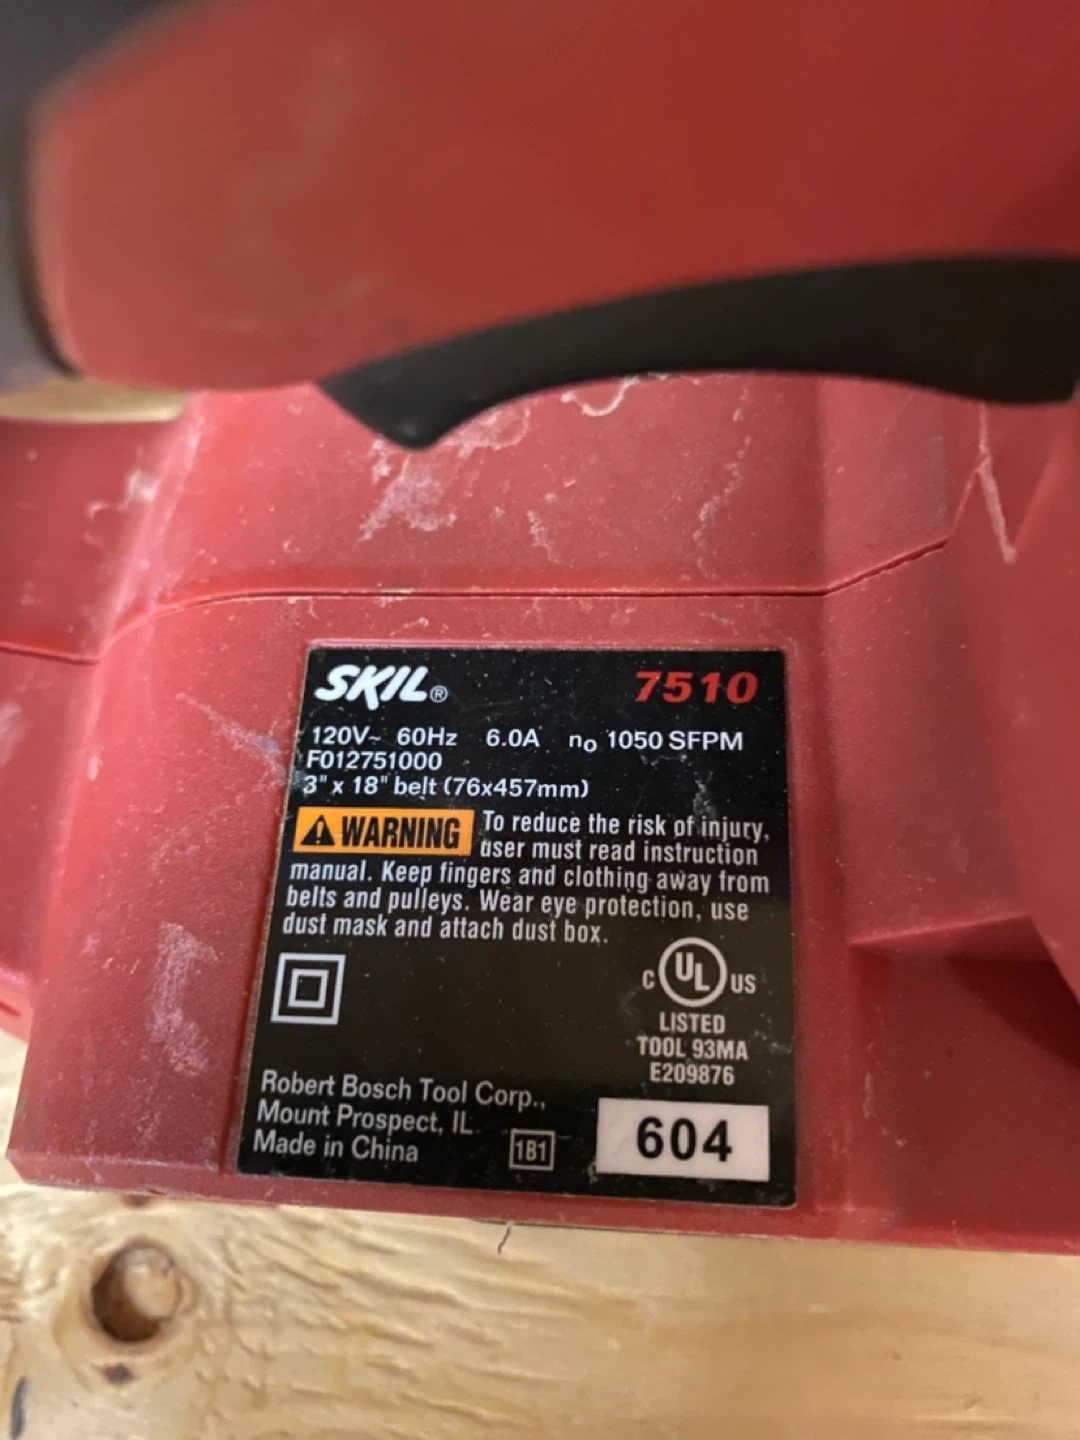 SKIL® 7510
120V~ 60Hz 6.0A no 1050 SFPM
F012751000
3" x 18" belt (76x457mm)
⚠ WARNING To reduce the risk of injury,
user must read instruction
manual. Keep fingers and clothing away from
belts and pulleys. Wear eye protection, use
dust mask and attach dust box.
C UL US
LISTED
TOOL 93MA
E209876
Robert Bosch Tool Corp.,
Mount Prospect, IL
Made in China
1B1
604